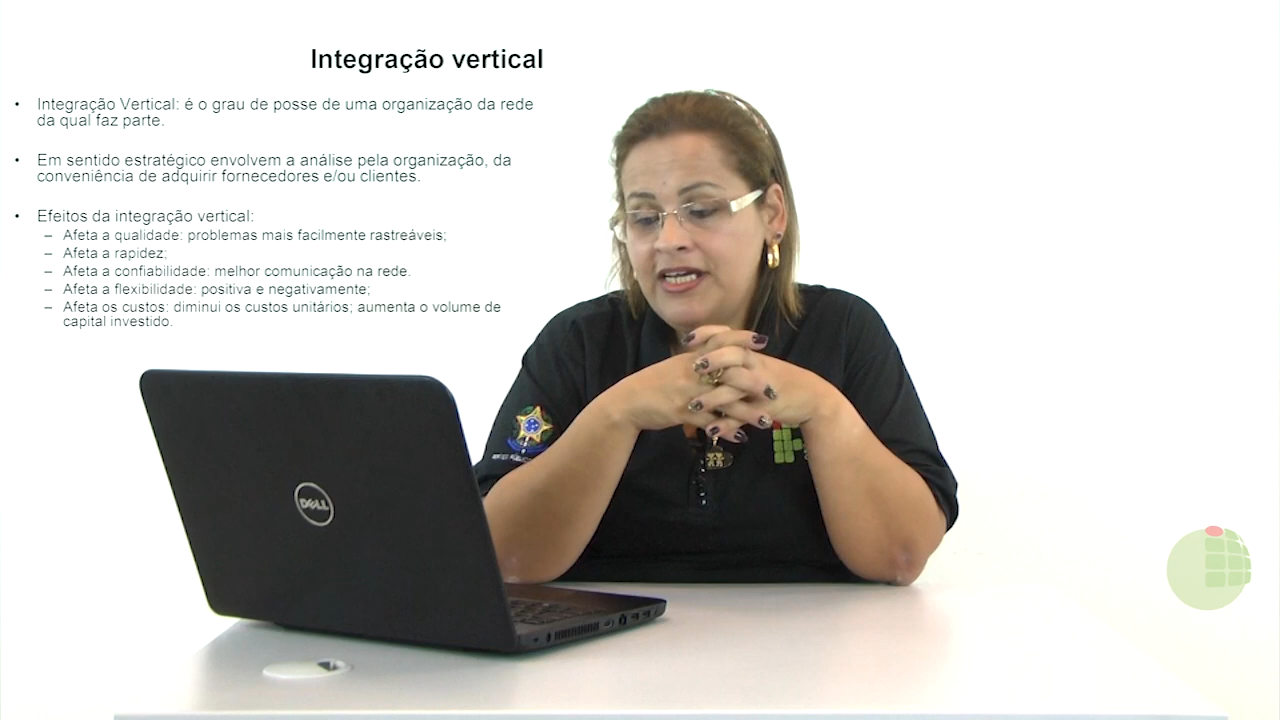 Integração vertical
• Integração Vertical: é o grau de posse de uma organização da rede
da qual faz parte.
• Em sentido estratégico envolvem a análise pela organização, da
conveniência de adquirir fornecedores e/ou clientes.
• Efeitos da integração vertical:
– Afeta a qualidade: problemas mais facilmente rastreáveis;
– Afeta a rapidez;
– Afeta a confiabilidade: melhor comunicação na rede.
– Afeta a flexibilidade: positiva e negativamente;
– Afeta os custos: diminui os custos unitários; aumenta o volume de
capital investido.
DELL